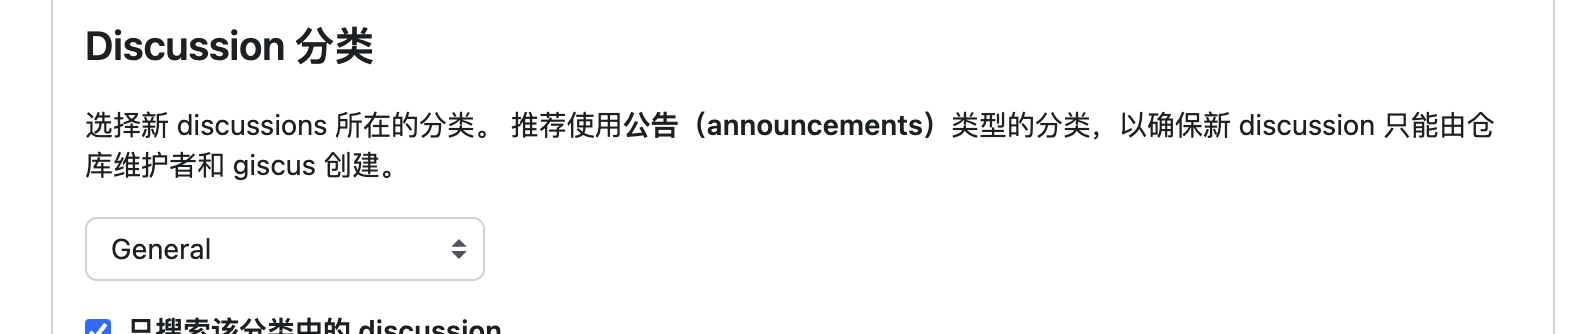 Discussion 分类
选择新 discussions 所在的分类。 推荐使用公告（announcements）类型的分类，以确保新 discussion 只能由仓
库维护者和 giscus 创建。
General
只搜索该分类中的 discussion